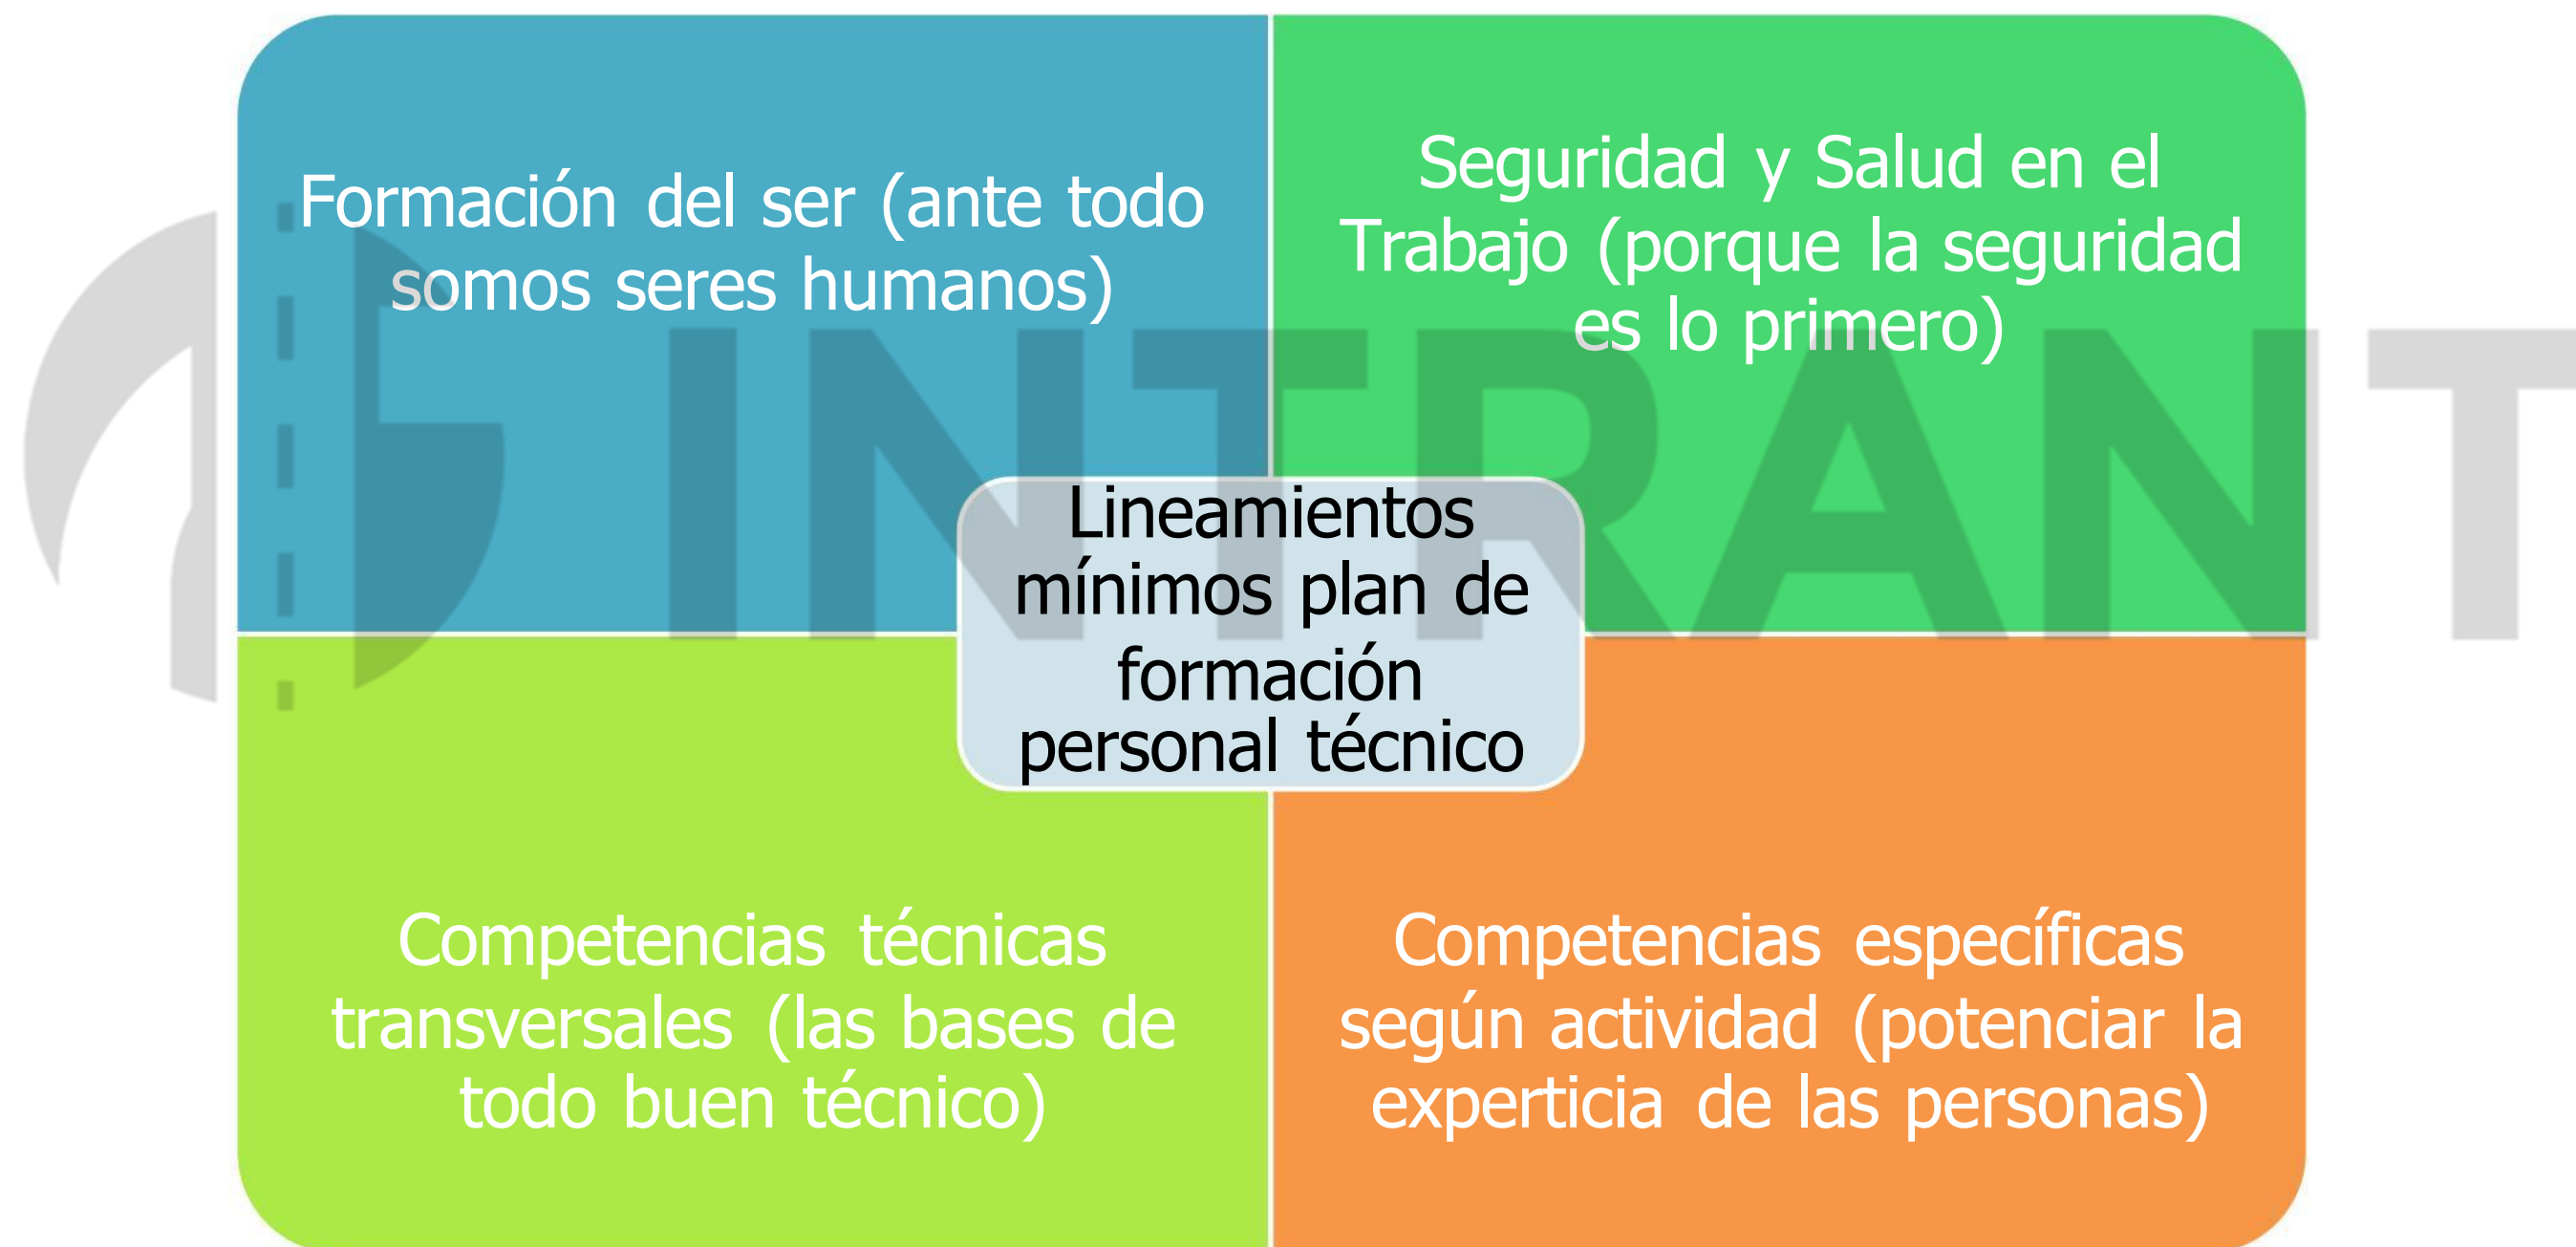 Formación del ser (ante todo
somos seres humanos)
Seguridad y Salud en el
Trabajo (porque la seguridad
es lo primero)
INTRANT
Lineamientos
mínimos plan de
formación
personal técnico
Competencias técnicas
transversales (las bases de
todo buen técnico)
Competencias específicas
según actividad (potenciar la
experticia de las personas)